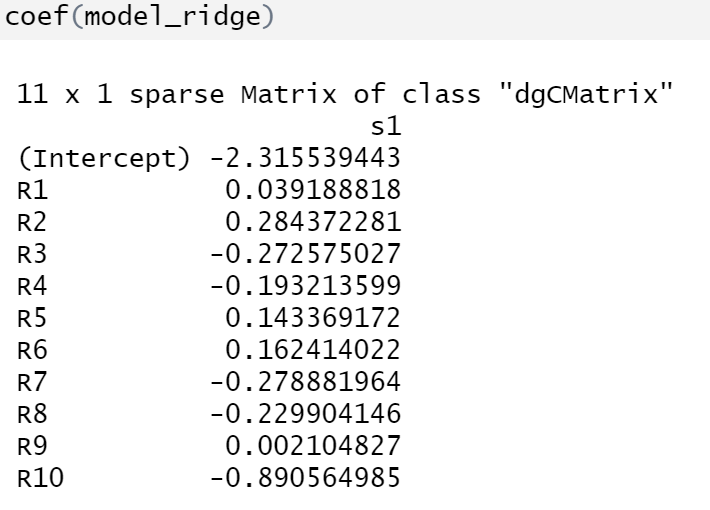 coef(model_ridge)
11 x 1 sparse Matrix of class "dgCMatrix"
s1
(Intercept) -2.315539443
R1 0.039188818
R2 0.284372281
R3 -0.272575027
R4 -0.193213599
R5 0.143369172
R6 0.162414022
R7 -0.278881964
R8 -0.229904146
R9 0.002104827
R10 -0.890564985